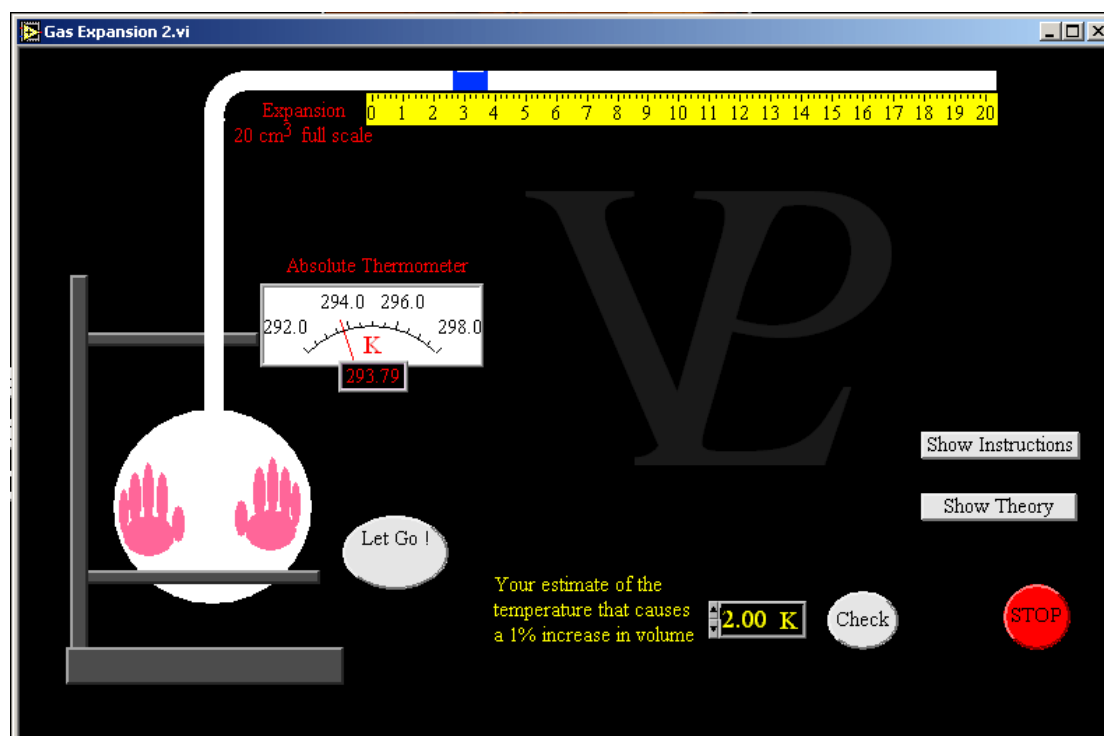 Gas Expansion 2.vi
Expansion
20 cm3 full scale
0 1 2 3 4 5 6 7 8 9 10 11 12 13 14 15 16 17 18 19 20
VPL
Absolute Thermometer
294.0 296.0
292.0 298.0
K
293.79
Show Instructions
Show Theory
Let Go !
Your estimate of the
temperature that causes
a 1% increase in volume
2.00 K
Check
STOP